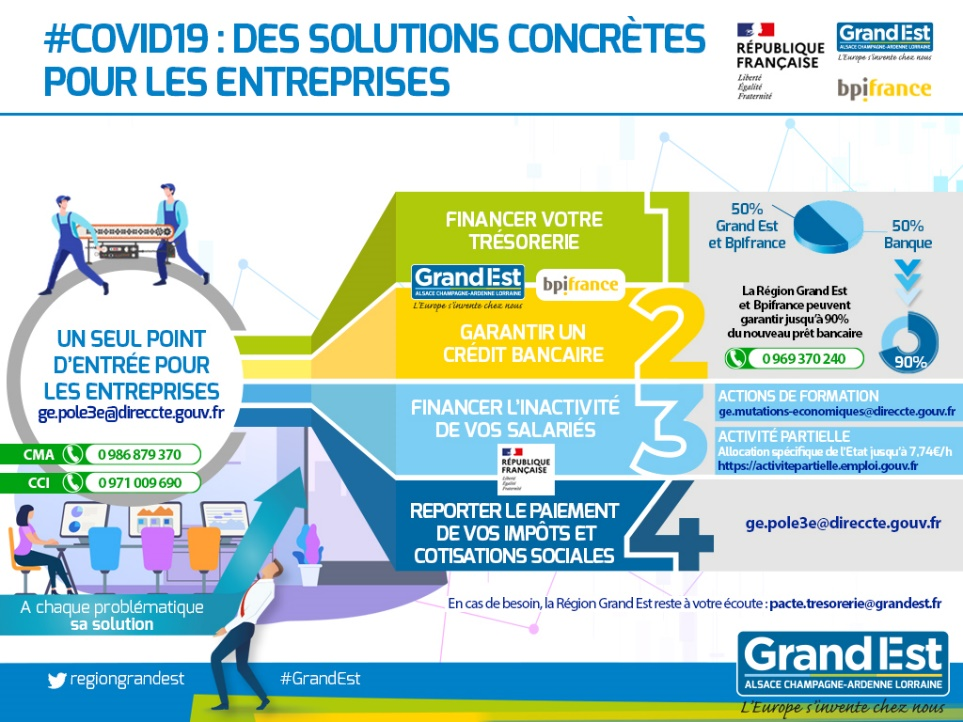 #COVID19 : DES SOLUTIONS CONCRÈTES
POUR LES ENTREPRISES
RÉPUBLIQUE
FRANÇAISE
Liberté
Égalité
Fraternité
Grand Est
ALSACE CHAMPAGNE-ARDENNE LORRAINE
L'Europe s'invente chez nous
bpifrance
UN SEUL POINT
D'ENTRÉE POUR
LES ENTREPRISES
ge.pole3e@direccte.gouv.fr
CMA 0 986 879 370
CCI 0 971 009 690
A chaque problématique
sa solution
FINANCER VOTRE
TRÉSORERIE
1
Grand Est
ALSACE CHAMPAGNE-ARDENNE LORRAINE
L'Europe s'invente chez nous
bpifrance
50%
Grand Est
et BpIfrance
50%
Banque
GARANTIR UN
CRÉDIT BANCAIRE
2
La Région Grand Est
et Bpifrance peuvent
garantir jusqu'à 90%
du nouveau prêt bancaire
0 969 370 240
90%
FINANCER L'INACTIVITÉ
DE VOS SALARIÉS
3
RÉPUBLIQUE
FRANÇAISE
Liberté
Égalité
Fraternité
ACTIONS DE FORMATION
ge.mutations-economiques@direccte.gouv.fr
ACTIVITÉ PARTIELLE
Allocation spécifique de l'Etat jusqu'à 7,74€/h
https://activitepartielle.emploi.gouv.fr
REPORTER LE PAIEMENT
DE VOS IMPÔTS ET
COTISATIONS SOCIALES
4
ge.pole3e@direccte.gouv.fr
En cas de besoin, la Région Grand Est reste à votre écoute : pacte.tresorerie@grandest.fr
regiongrandest
#GrandEst
Grand Est
ALSACE CHAMPAGNE-ARDENNE LORRAINE
L'Europe s'invente chez nous